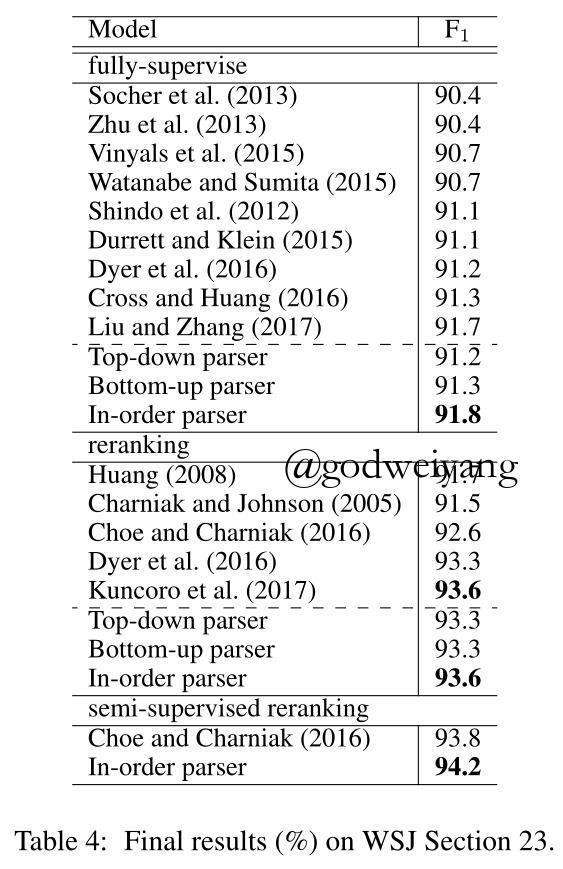 Model F1
fully-supervise
Socher et al. (2013) 90.4
Zhu et al. (2013) 90.4
Vinyals et al. (2015) 90.7
Watanabe and Sumita (2015) 90.7
Shindo et al. (2012) 91.1
Durrett and Klein (2015) 91.1
Dyer et al. (2016) 91.2
Cross and Huang (2016) 91.3
Liu and Zhang (2017) 91.7
Top-down parser 91.2
Bottom-up parser 91.3
In-order parser 91.8
reranking
@godweiyang
Huang (2008) 91.7
Charniak and Johnson (2005) 91.5
Choe and Charniak (2016) 92.6
Dyer et al. (2016) 93.3
Kuncoro et al. (2017) 93.6
Top-down parser 93.3
Bottom-up parser 93.3
In-order parser 93.6
semi-supervised reranking
Choe and Charniak (2016) 93.8
In-order parser 94.2
Table 4: Final results (%) on WSJ Section 23.